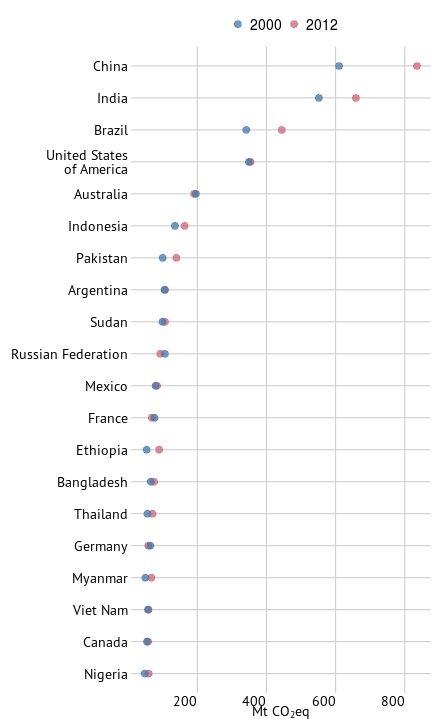 2000 2012
China
India
Brazil
United States
of America
Australia
Indonesia
Pakistan
Argentina
Sudan
Russian Federation
Mexico
France
Ethiopia
Bangladesh
Thailand
Germany
Myanmar
Viet Nam
Canada
Nigeria
200 400 600 800
Mt CO₂eq